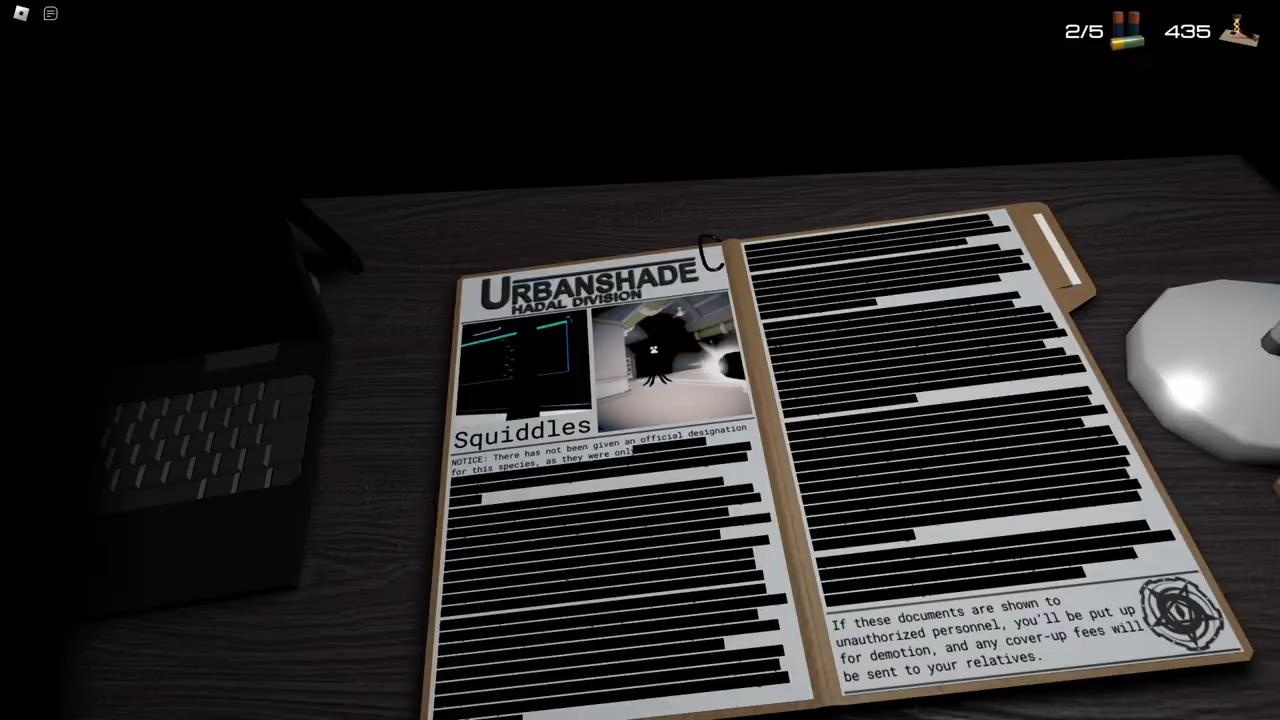 2/5
435
URBANSHADE
HADAL DIVISION
Squiddles
NOTICE: There has not been given an official designation
for this species, as they were only
If these documents are shown to
unauthorized personnel, you'll be put up
for demotion, and any cover-up fees will
be sent to your relatives.